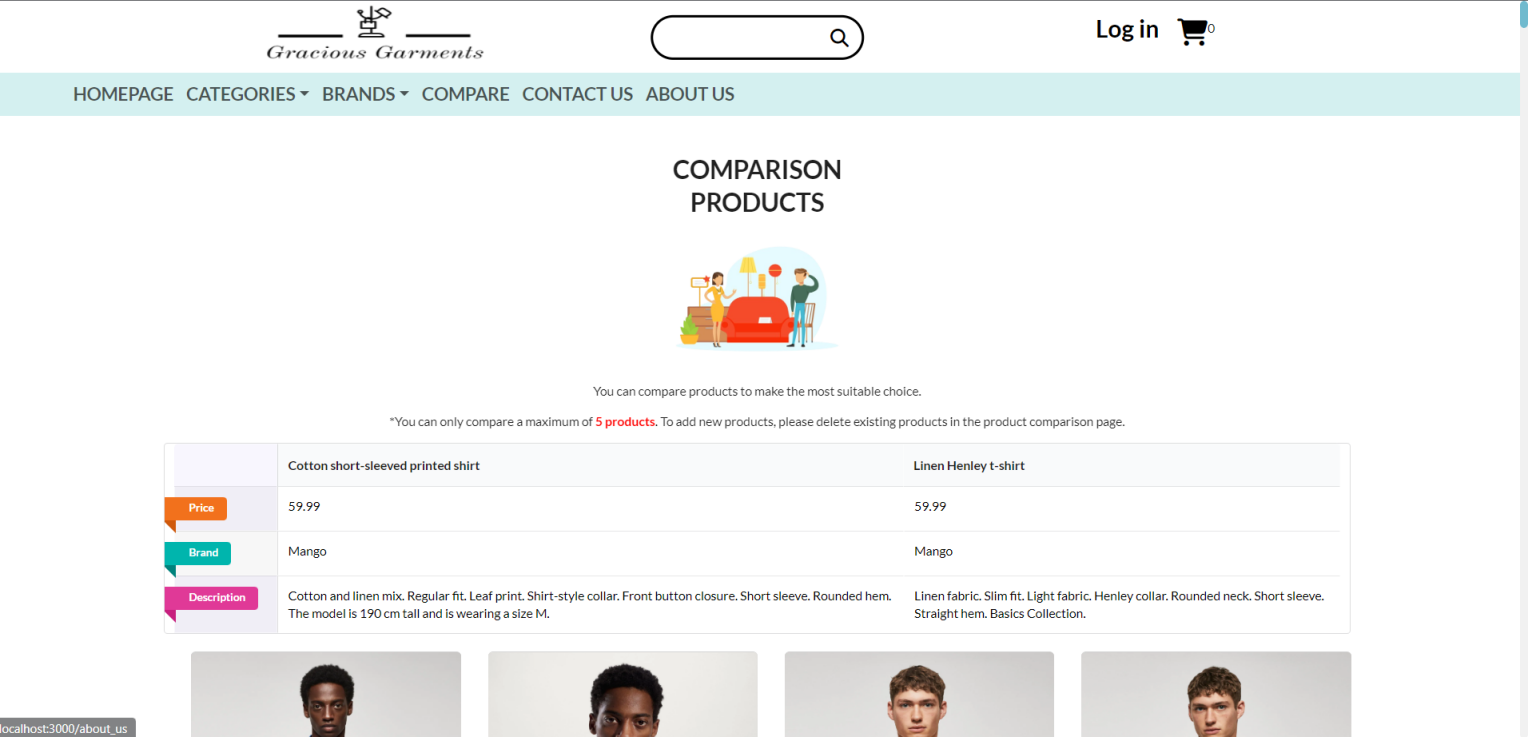 Gracious Garments
Log in
0
HOMEPAGE CATEGORIES BRANDS COMPARE CONTACT US ABOUT US
COMPARISON
PRODUCTS
You can compare products to make the most suitable choice.
*You can only compare a maximum of 5 products. To add new products, please delete existing products in the product comparison page.
Cotton short-sleeved printed shirt Linen Henley t-shirt
Price 59.99 59.99
Brand Mango Mango
Description Cotton and linen mix. Regular fit. Leaf print. Shirt-style collar. Front button closure. Short sleeve. Rounded hem. Linen fabric. Slim fit. Light fabric. Henley collar. Rounded neck. Short sleeve.
The model is 190 cm tall and is wearing a size M. Straight hem. Basics Collection.
localhost:3000/about_us